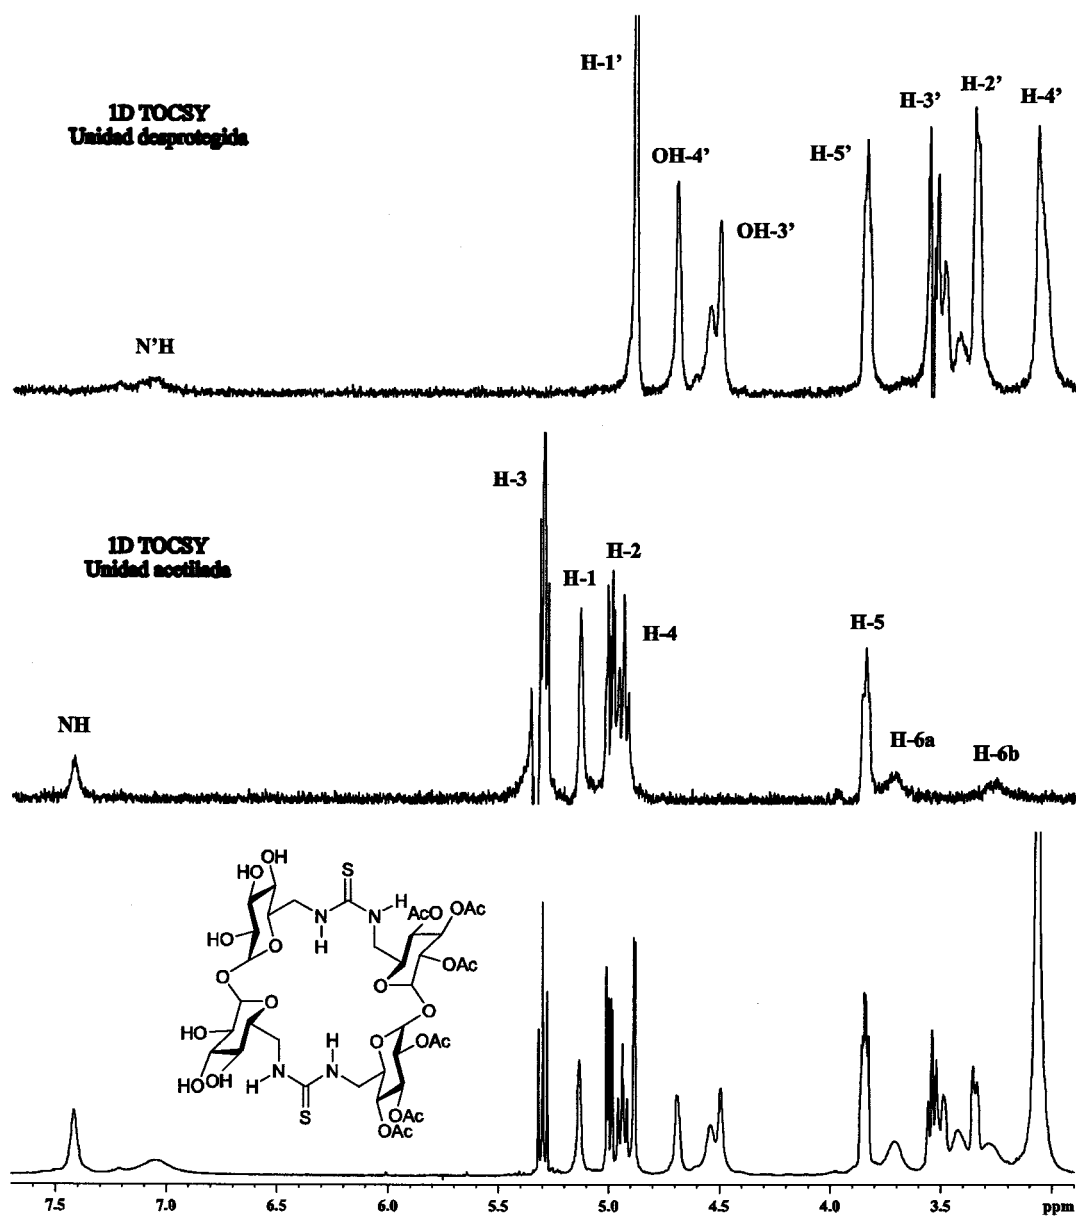 1D TOCSY
Unidad desprotegida
H-1'
OH-4'
OH-3'
H-5'
H-3'
H-2'
H-4'
N'H
1D TOCSY
Unidad acetilada
H-3
H-1
H-2
H-4
H-5
H-6a
H-6b
NH
OH
HO
OH
HO
O
O
S
N
H
N
H
AcO
OAc
OAc
O
O
O
HO
HO
OH
H
N
S
H
N
O
OAc
OAc
OAc
7.5 7.0 6.5 6.0 5.5 5.0 4.5 4.0 3.5 ppm